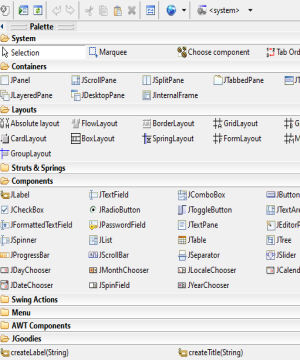 <system>
Palette
System
Selection Marquee Choose component Tab Ord
Containers
JPanel JScrollPane JSplitPane JTabbedPane JT
JLayeredPane JDesktopPane JInternalFrame
Layouts
Absolute layout FlowLayout BorderLayout GridLayout G
CardLayout BoxLayout SpringLayout FormLayout M
GroupLayout
Struts & Springs
Components
JLabel JTextField JComboBox JButton
JCheckBox JRadioButton JToggleButton JTextAre
JFormattedTextField JPasswordField JTextPane JEditorP
JSpinner JList JTable JTree
JProgressBar JScrollBar JSeparator JSlider
JDayChooser JMonthChooser JLocaleChooser JCalend
JDateChooser JSpinField JYearChooser
Swing Actions
Menu
AWT Components
JGoodies
createLabel(String) createTitle(String)